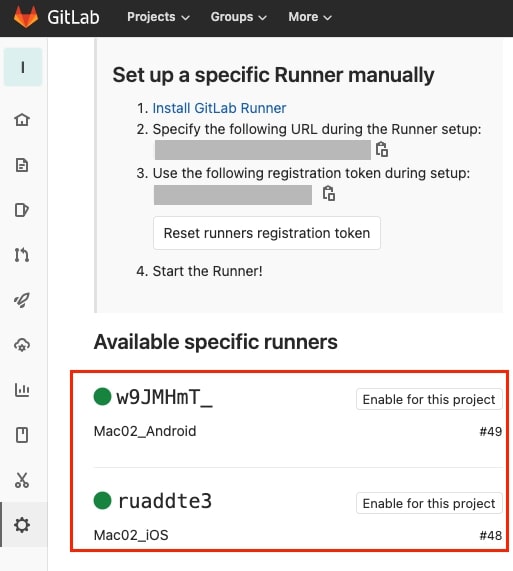 GitLab Projects Groups More
I
Set up a specific Runner manually
1. Install GitLab Runner
2. Specify the following URL during the Runner setup:
3. Use the following registration token during setup:
Reset runners registration token
4. Start the Runner!
Available specific runners
w9JMHmT_ Enable for this project
Mac02_Android #49
ruaddte3 Enable for this project
Mac02_iOS #48